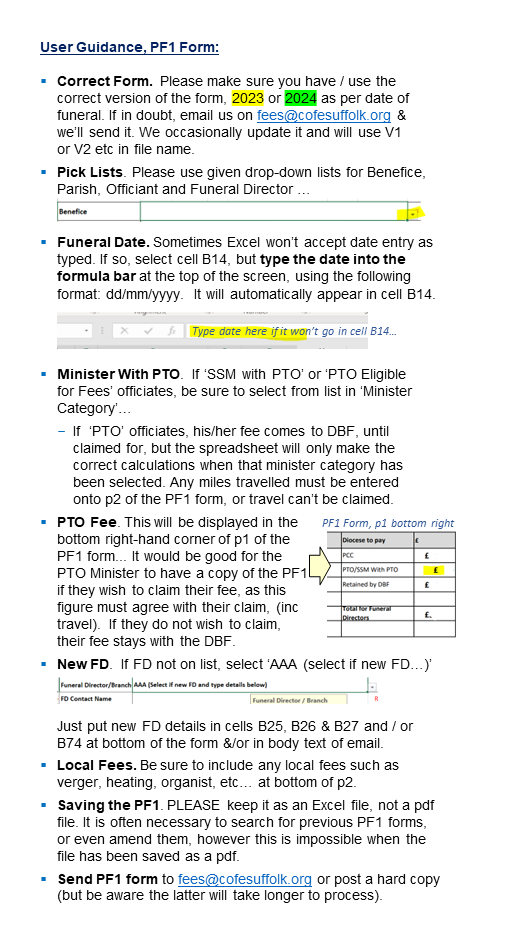 User Guidance, PF1 Form:
▪ Correct Form. Please make sure you have / use the
correct version of the form, 2023 or 2024 as per date of
funeral. If in doubt, email us on fees@cofesuffolk.org &
we'll send it. We occasionally update it and will use V1
or V2 etc in file name.
▪ Pick Lists. Please use given drop-down lists for Benefice,
Parish, Officiant and Funeral Director …
Benefice
▪ Funeral Date. Sometimes Excel won't accept date entry as
typed. If so, select cell B14, but type the date into the
formula bar at the top of the screen, using the following
format: dd/mm/yyyy. It will automatically appear in cell B14.
fx Type date here if it won't go in cell B14…
▪ Minister With PTO. If 'SSM with PTO' or 'PTO Eligible
for Fees' officiates, be sure to select from list in 'Minister
Category'…
– If 'PTO' officiates, his/her fee comes to DBF, until
claimed for, but the spreadsheet will only make the
correct calculations when that minister category has
been selected. Any miles travelled must be entered
onto p2 of the PF1 form, or travel can't be claimed.
▪ PTO Fee. This will be displayed in the
bottom right-hand corner of p1 of the
PF1 form… It would be good for the
PTO Minister to have a copy of the PF1
if they wish to claim their fee, as this
figure must agree with their claim, (inc
travel). If they do not wish to claim,
their fee stays with the DBF.
PF1 Form, p1 bottom right
Diocese to pay £
PCC £
PTO/SSM With PTO £
Retained by DBF £
Total for Funeral
Directors £.
▪ New FD. If FD not on list, select 'AAA (select if new FD…)'
Funeral Director/Branch AAA (Select if new FD and type details below)
FD Contact Name Funeral Director / Branch R
Just put new FD details in cells B25, B26 & B27 and / or
B74 at bottom of the form &/or in body text of email.
▪ Local Fees. Be sure to include any local fees such as
verger, heating, organist, etc… at bottom of p2.
▪ Saving the PF1. PLEASE keep it as an Excel file, not a pdf
file. It is often necessary to search for previous PF1 forms,
or even amend them, however this is impossible when the
file has been saved as a pdf.
▪ Send PF1 form to fees@cofesuffolk.org or post a hard copy
(but be aware the latter will take longer to process).